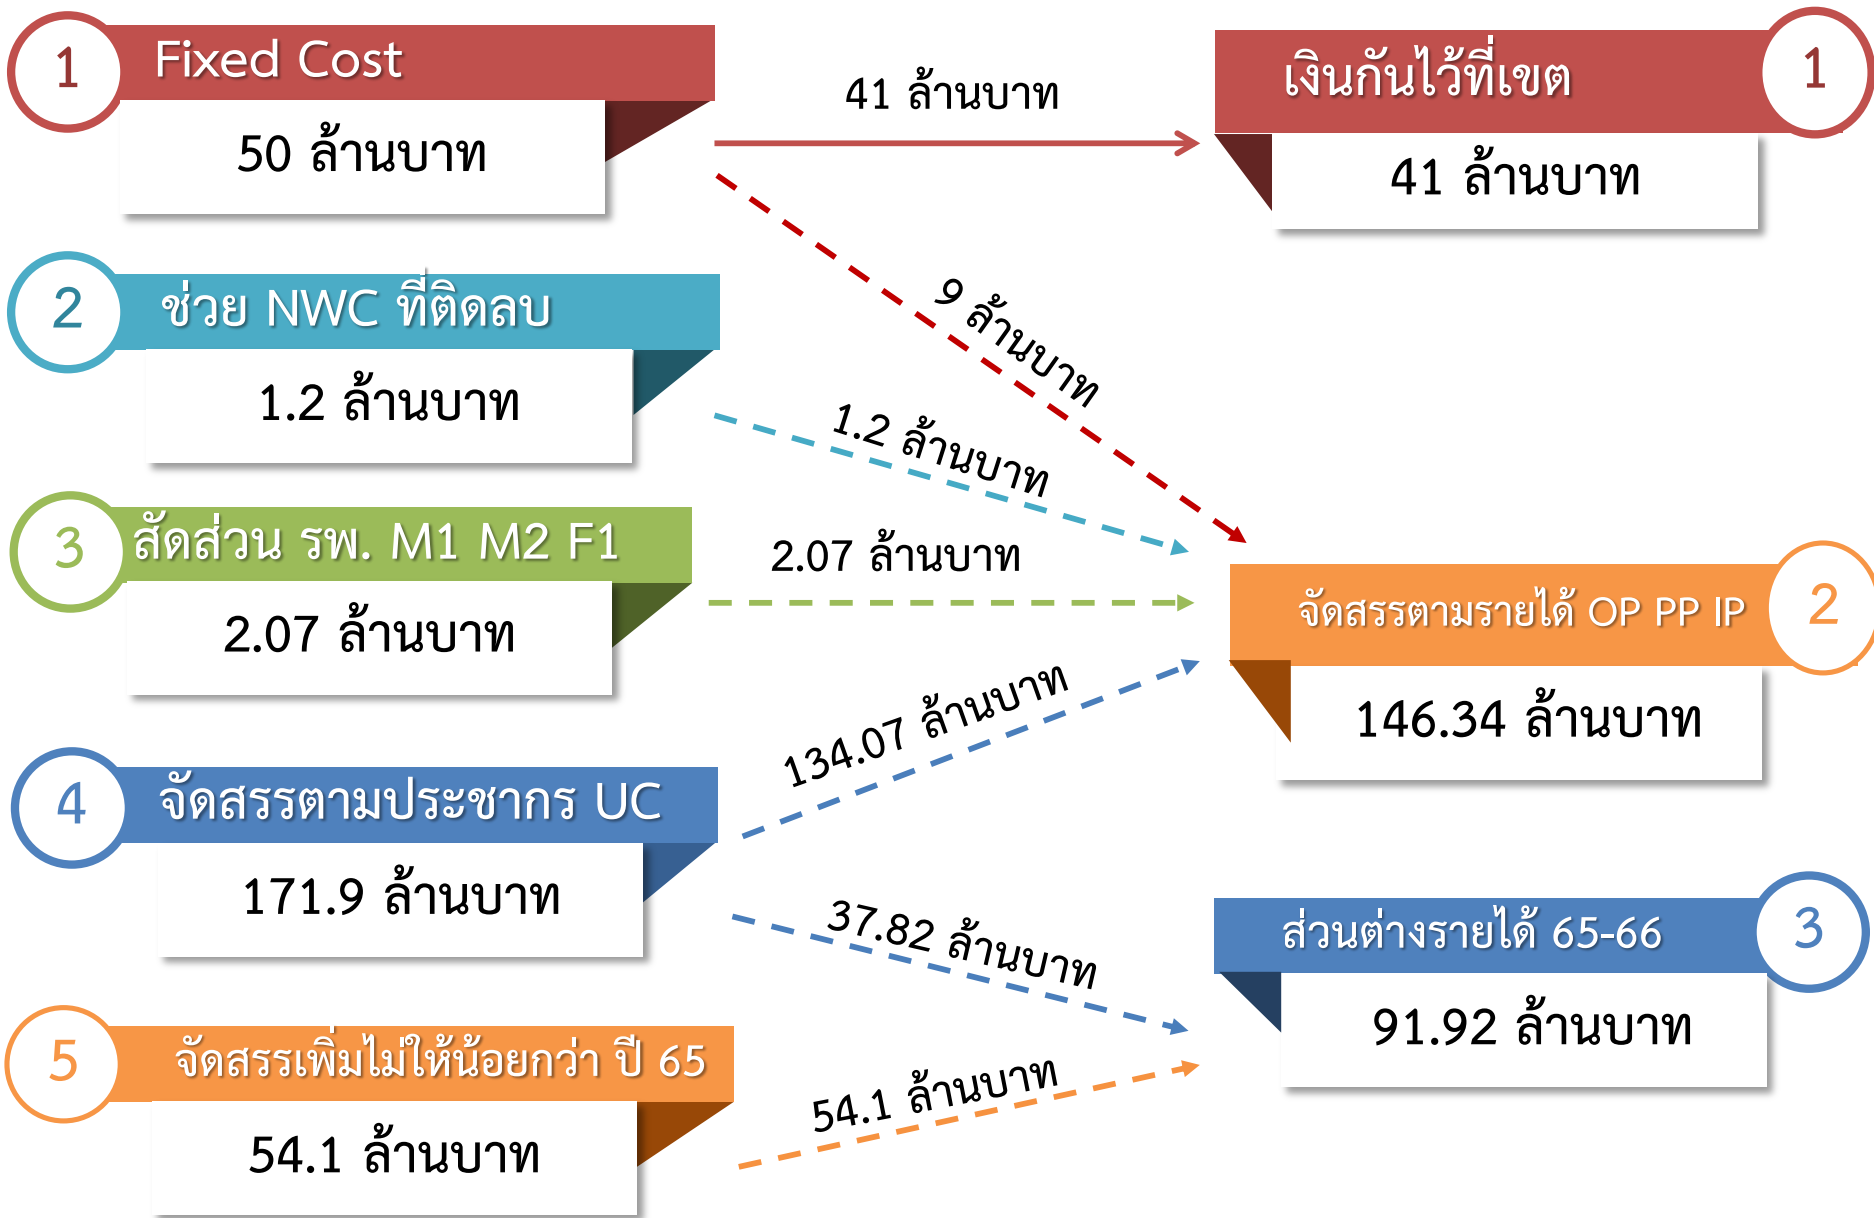 1
Fixed Cost
50 ล้านบาท
2
ช่วย NWC ที่ติดลบ
1.2 ล้านบาท
3
สัดส่วน รพ. M1 M2 F1
2.07 ล้านบาท
4
จัดสรรตามประชากร UC
171.9 ล้านบาท
5
จัดสรรเพิ่มไม่ให้น้อยกว่า ปี 65
54.1 ล้านบาท
41 ล้านบาท
9 ล้านบาท
1.2 ล้านบาท
2.07 ล้านบาท
134.07 ล้านบาท
37.82 ล้านบาท
54.1 ล้านบาท
เงินกันไว้ที่เขต
1
41 ล้านบาท
จัดสรรตามรายได้ OP PP IP
2
146.34 ล้านบาท
ส่วนต่างรายได้ 65-66
3
91.92 ล้านบาท